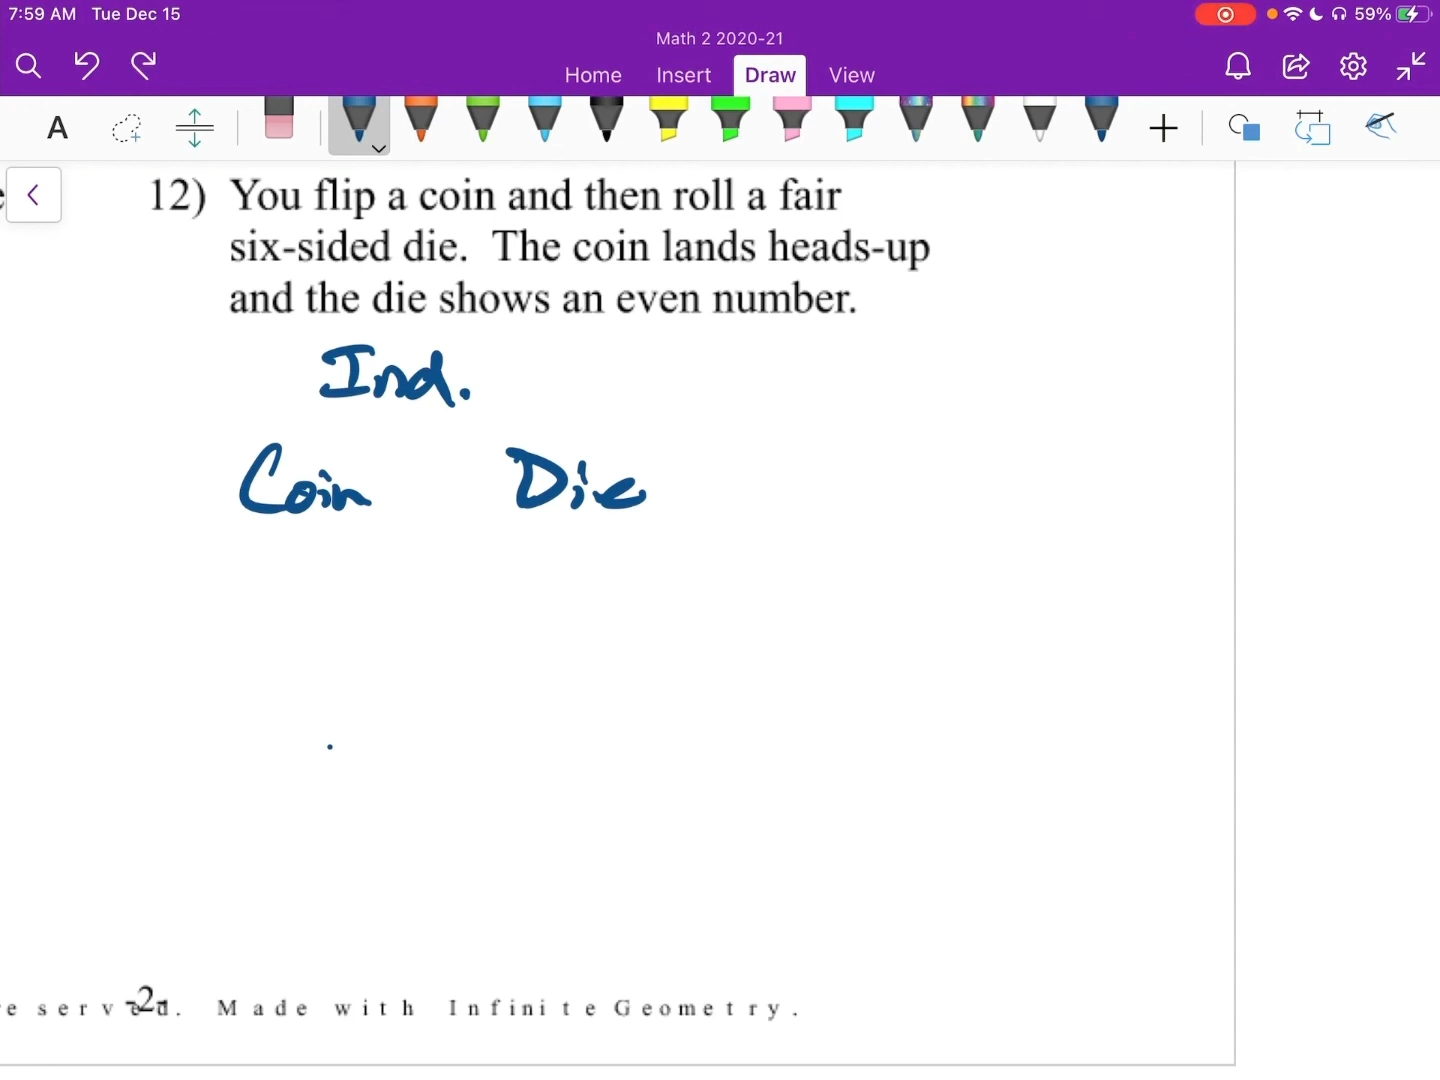 7:59 AM Tue Dec 15
59%
Math 2 2020-21
Home Insert Draw View
A
12) You flip a coin and then roll a fair
six-sided die. The coin lands heads-up
and the die shows an even number.
Ind.
Coin Die
-2-
Made with Infinite Geometry.